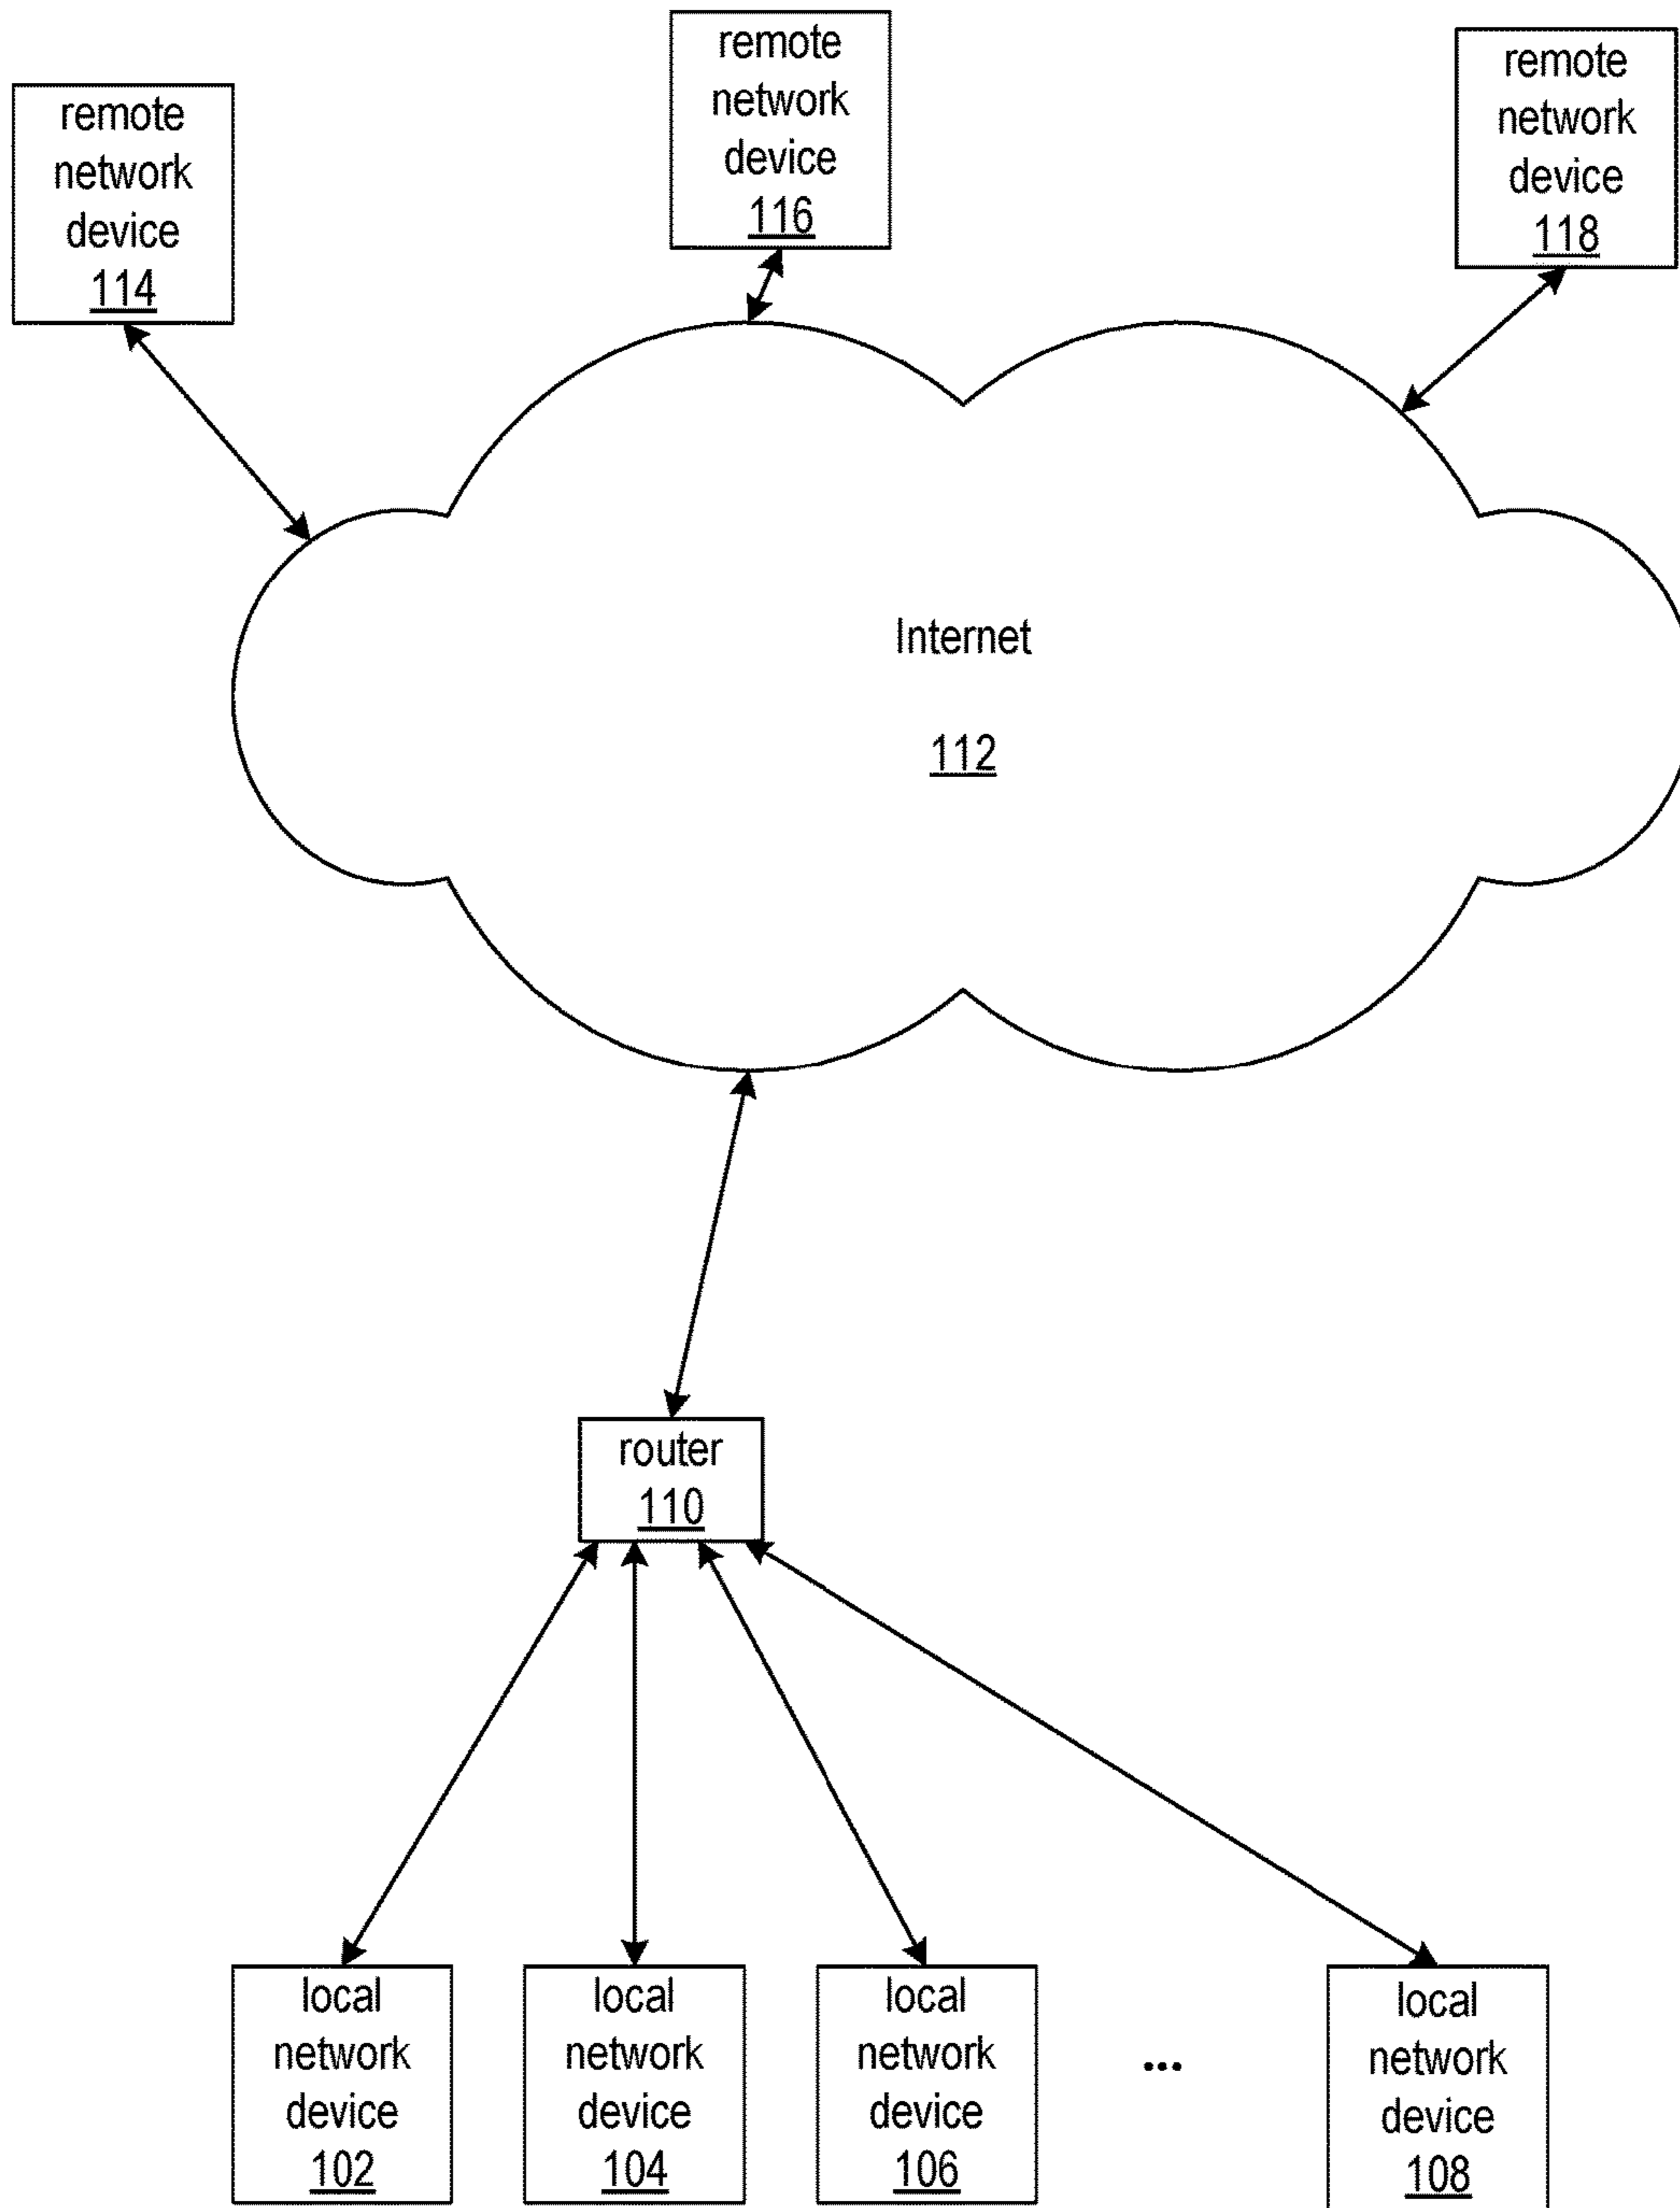 remote
network
device
114
remote
network
device
116
remote
network
device
118
Internet
112
router
110
local
network
device
102
local
network
device
104
local
network
device
106
...
local
network
device
108